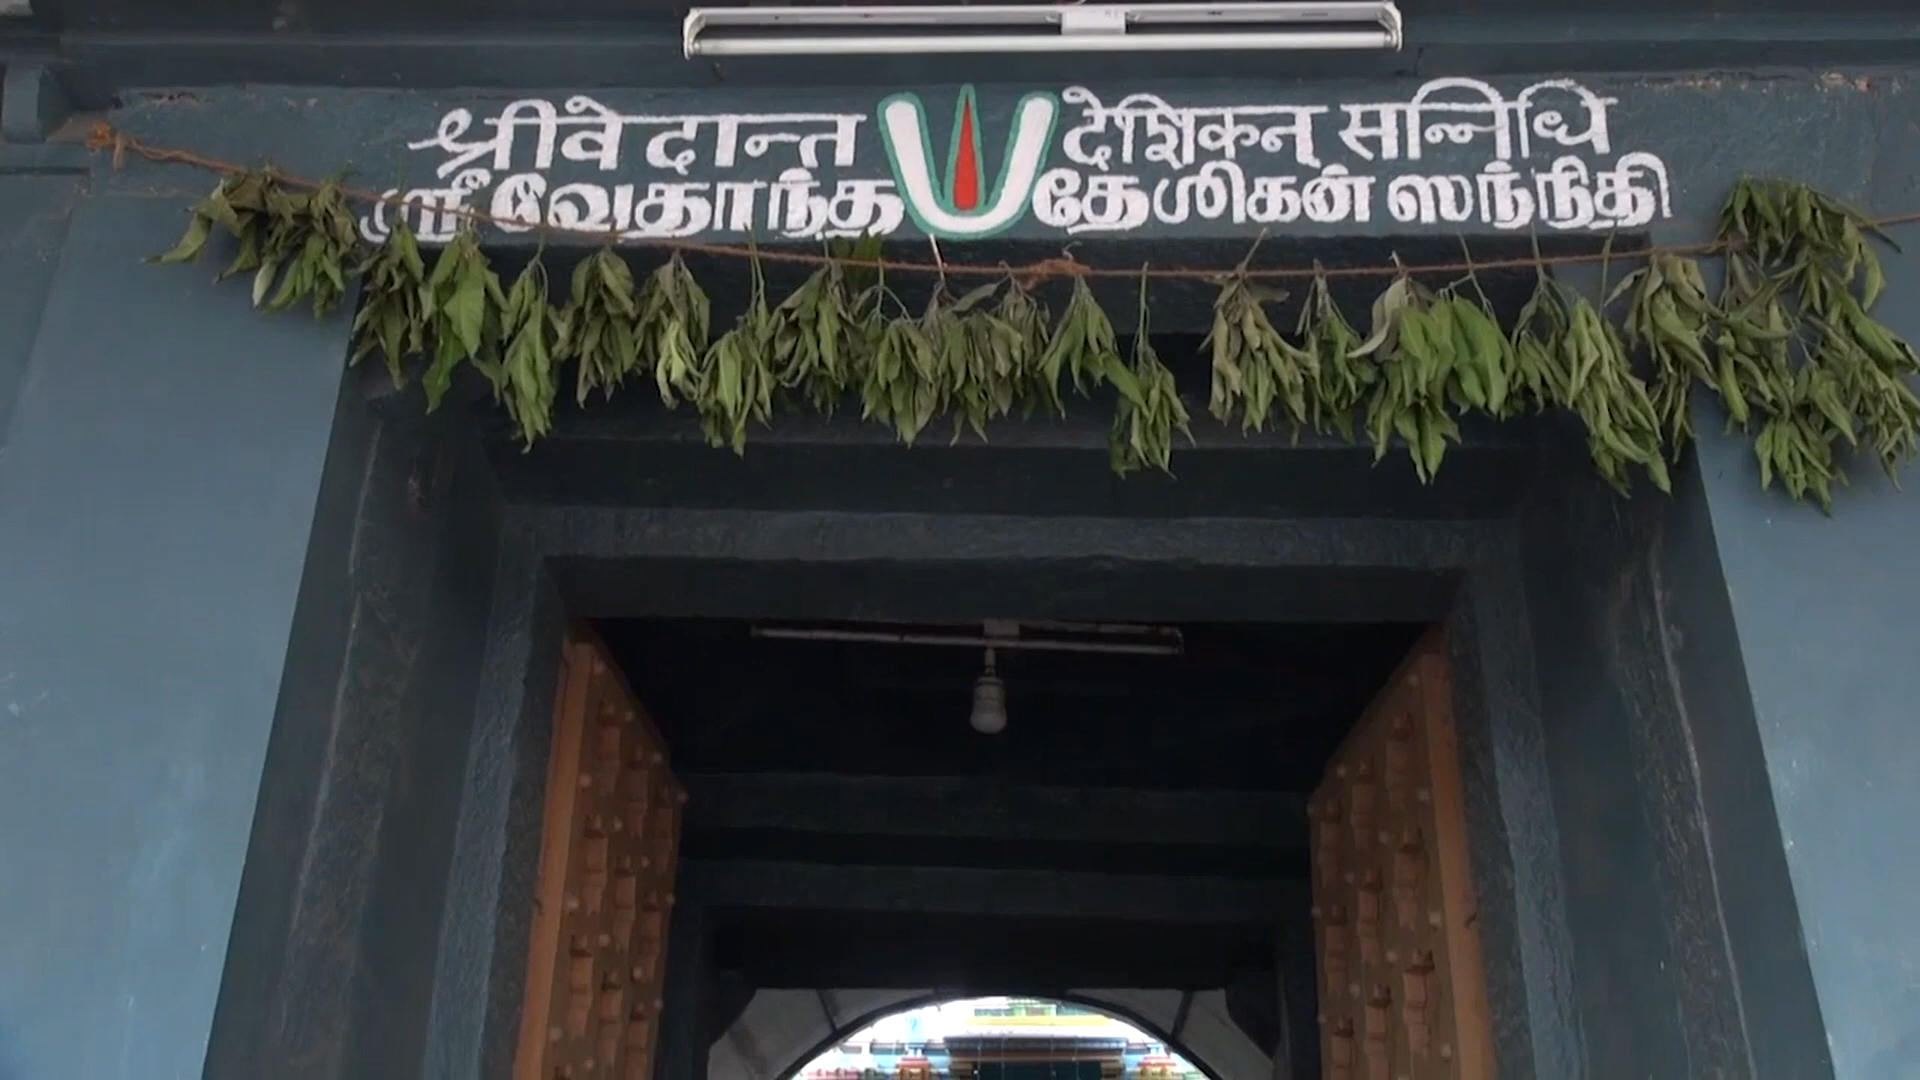 श्रीवेदान्त देशिकन् सन्निधि
ஸ்ரீ வேதாந்த தேஶிகன் ஸந்நிதி